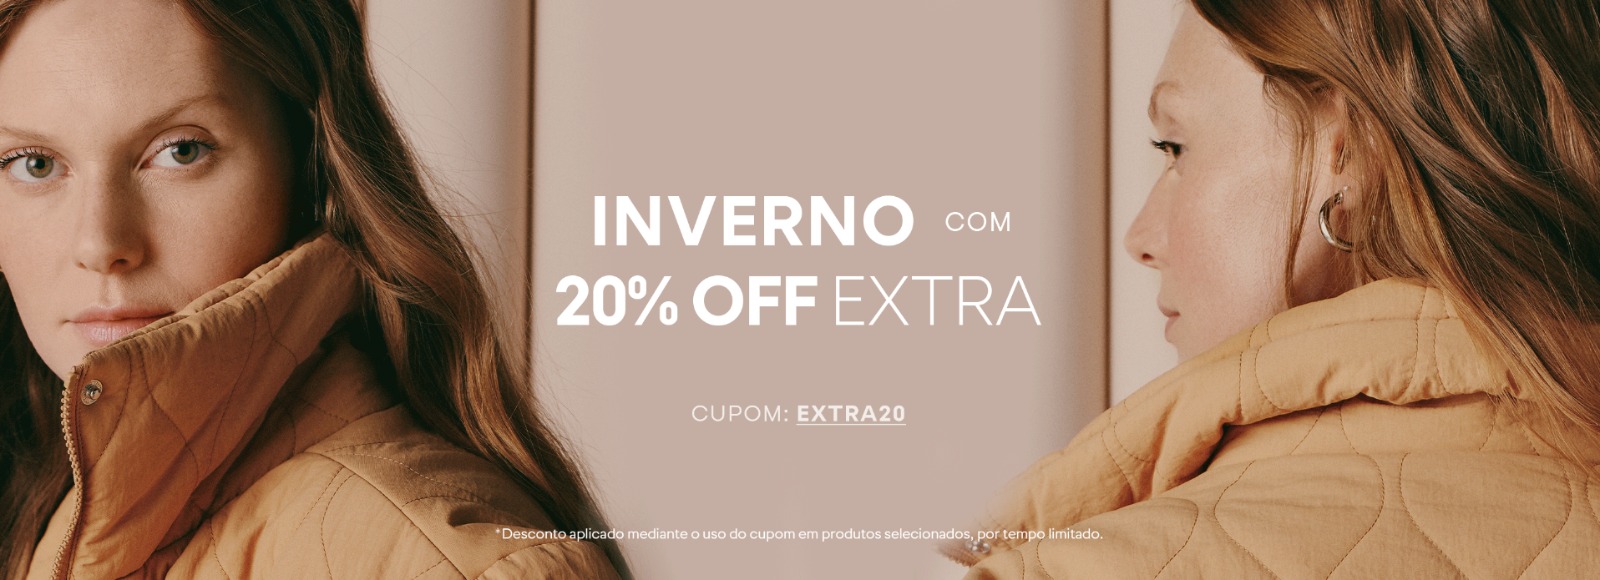 INVERNO COM
20% OFF EXTRA
CUPOM: EXTRA20
*Desconto aplicado mediante o uso do cupom em produtos selecionados, por tempo limitado.